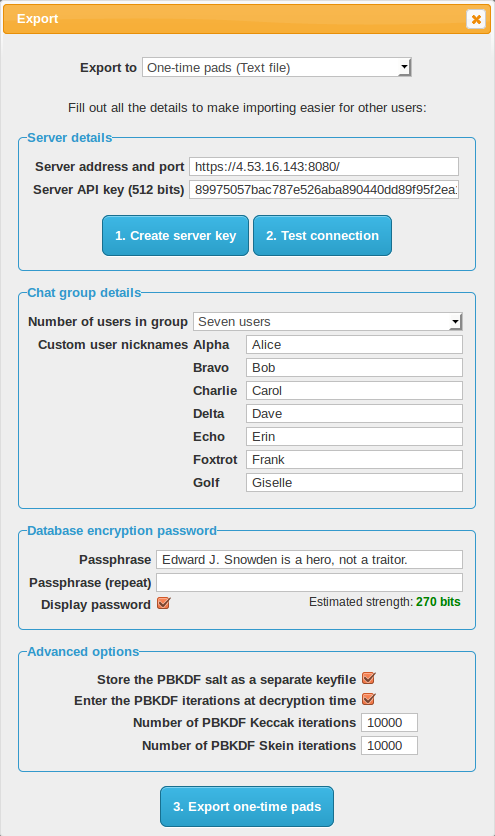 Export
Export to One-time pads (Text file)
Fill out all the details to make importing easier for other users:
Server details
Server address and port https://4.53.16.143:8080/
Server API key (512 bits) 89975057bac787e526aba890440dd89f95f2ea
1. Create server key 2. Test connection
Chat group details
Number of users in group Seven users
Custom user nicknames Alpha Alice
Bravo Bob
Charlie Carol
Delta Dave
Echo Erin
Foxtrot Frank
Golf Giselle
Database encryption password
Passphrase Edward J. Snowden is a hero, not a traitor.
Passphrase (repeat)
Display password Estimated strength: 270 bits
Advanced options
Store the PBKDF salt as a separate keyfile
Enter the PBKDF iterations at decryption time
Number of PBKDF Keccak iterations 10000
Number of PBKDF Skein iterations 10000
3. Export one-time pads